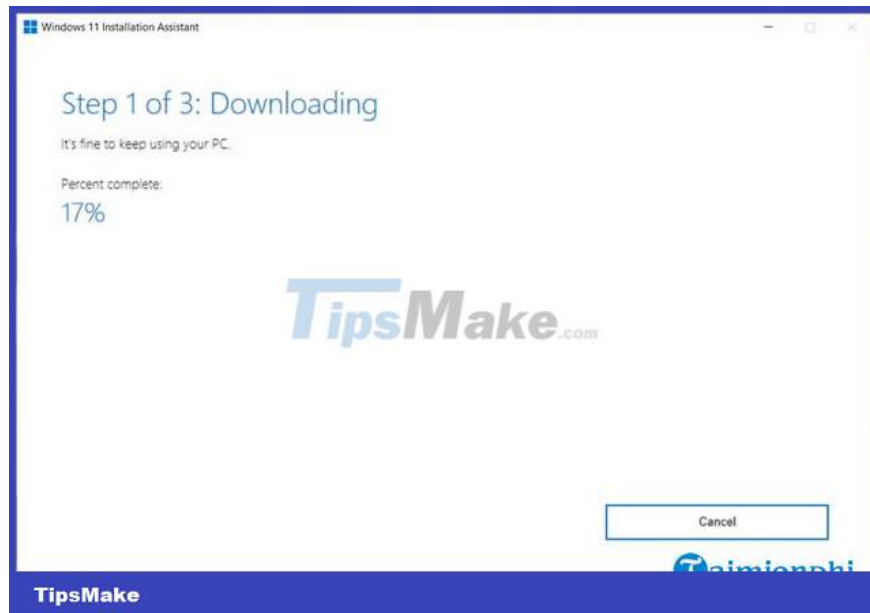 Windows 11 Installation Assistant
Step 1 of 3: Downloading
It's fine to keep using your PC.
Percent complete:
17%
TipsMake.com
Cancel
Taimienphi
TipsMake